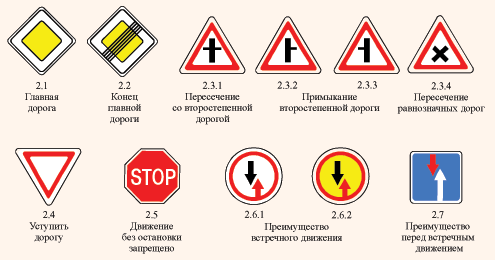 2.1
Главная
дорога
2.2
Конец
главной
дороги
2.3.1
Пересечение
со второстепенной
дорогой
2.3.2
2.3.3
Примыкание
второстепенной дороги
2.3.4
Пересечение
равнозначных дорог
2.4
Уступить
дорогу
STOP
2.5
Движение
без остановки
запрещено
2.6.1
2.6.2
Преимущество
встречного движения
2.7
Преимущество
перед встречным
движением